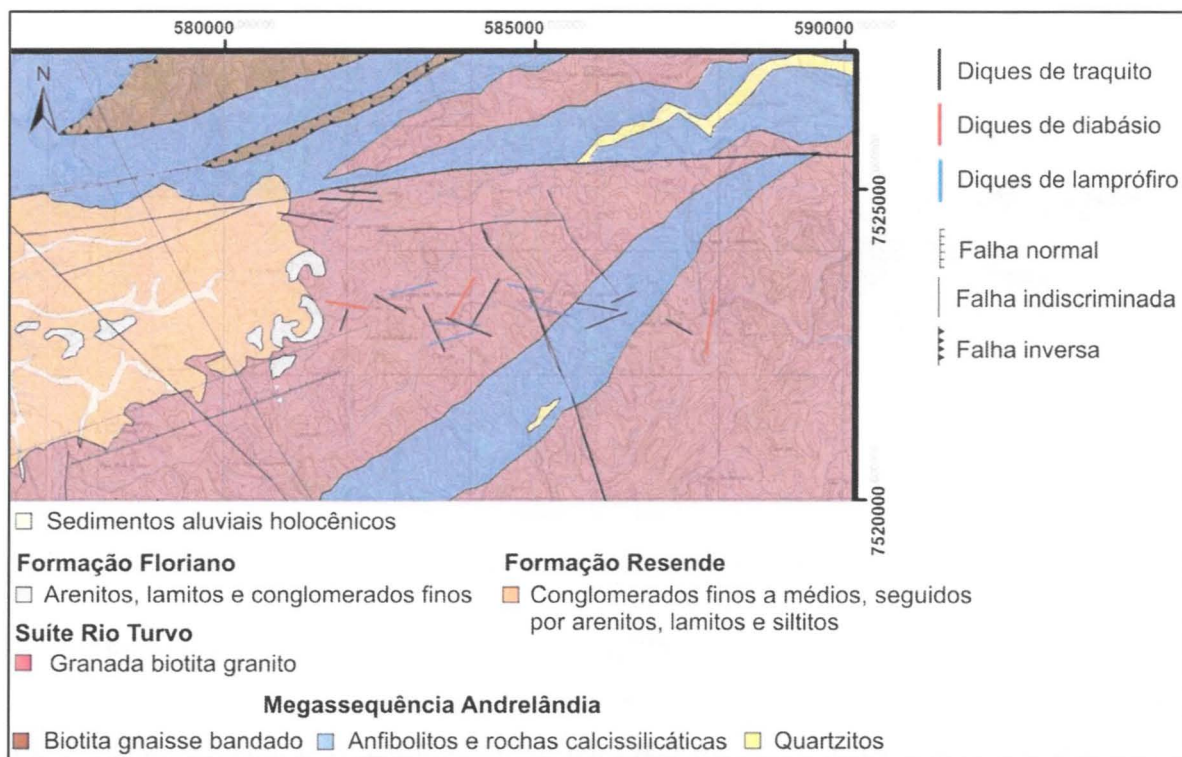 580000 585000 590000
N
7525000
7520000
Diques de traquito
Diques de diabásio
Diques de lamprófiro
Falha normal
Falha indiscriminada
Falha inversa
Sedimentos aluviais holocênicos
Formação Floriano
Arenitos, lamitos e conglomerados finos
Formação Resende
Conglomerados finos a médios, seguidos
por arenitos, lamitos e siltitos
Suíte Rio Turvo
Granada biotita granito
Megassequência Andrelândia
Biotita gnaisse bandado Anfibolitos e rochas calcissilicáticas Quartzitos